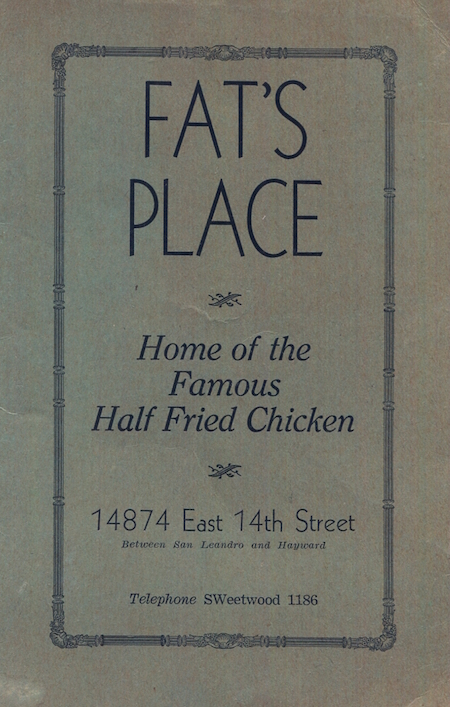 FAT'S
PLACE
Home of the
Famous
Half Fried Chicken
14874 East 14th Street
Between San Leandro and Hayward
Telephone SWeetwood 1186